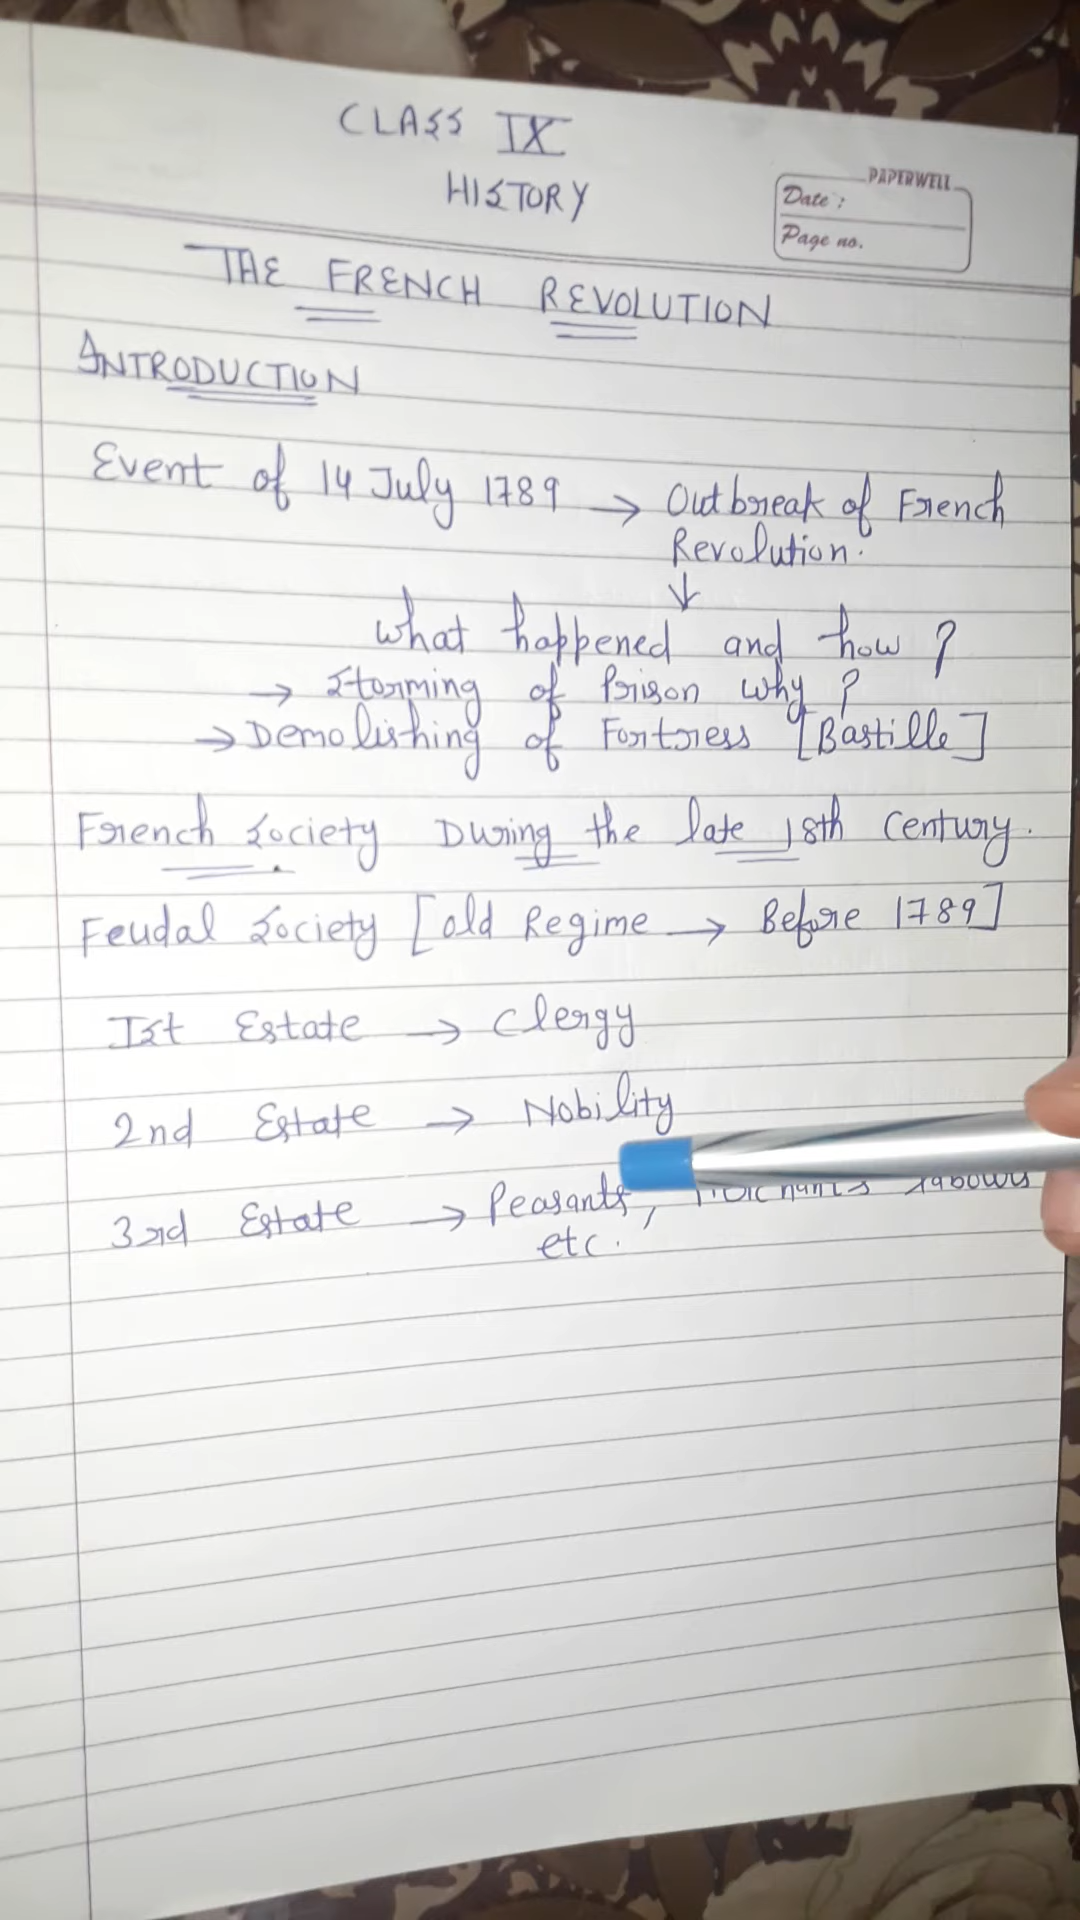 CLASS IX
HISTORY
PAPERWELL
Date :
Page no.
THE FRENCH REVOLUTION
INTRODUCTION
Event of 14 July 1789 → Outbreak of French
Revolution.
↓
What happened and how ?
→ Storming of Prison why ?
→ Demolishing of Fortress [Bastille]
French Society During the late 18th Century.
Feudal Society [old Regime → Before 1789]
Ist Estate → Clergy
2nd Estate → Nobility
3rd Estate → Peasants,
etc.